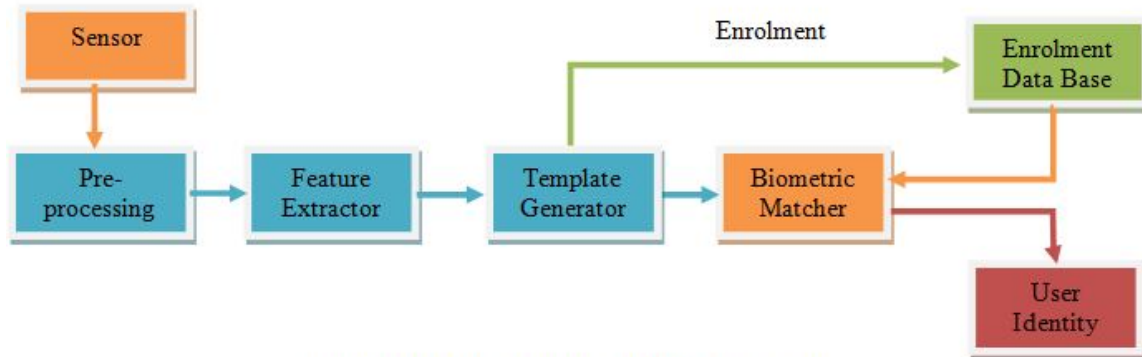 Sensor
Enrolment
Enrolment
Data Base
Pre-
processing
Feature
Extractor
Template
Generator
Biometric
Matcher
User
Identity